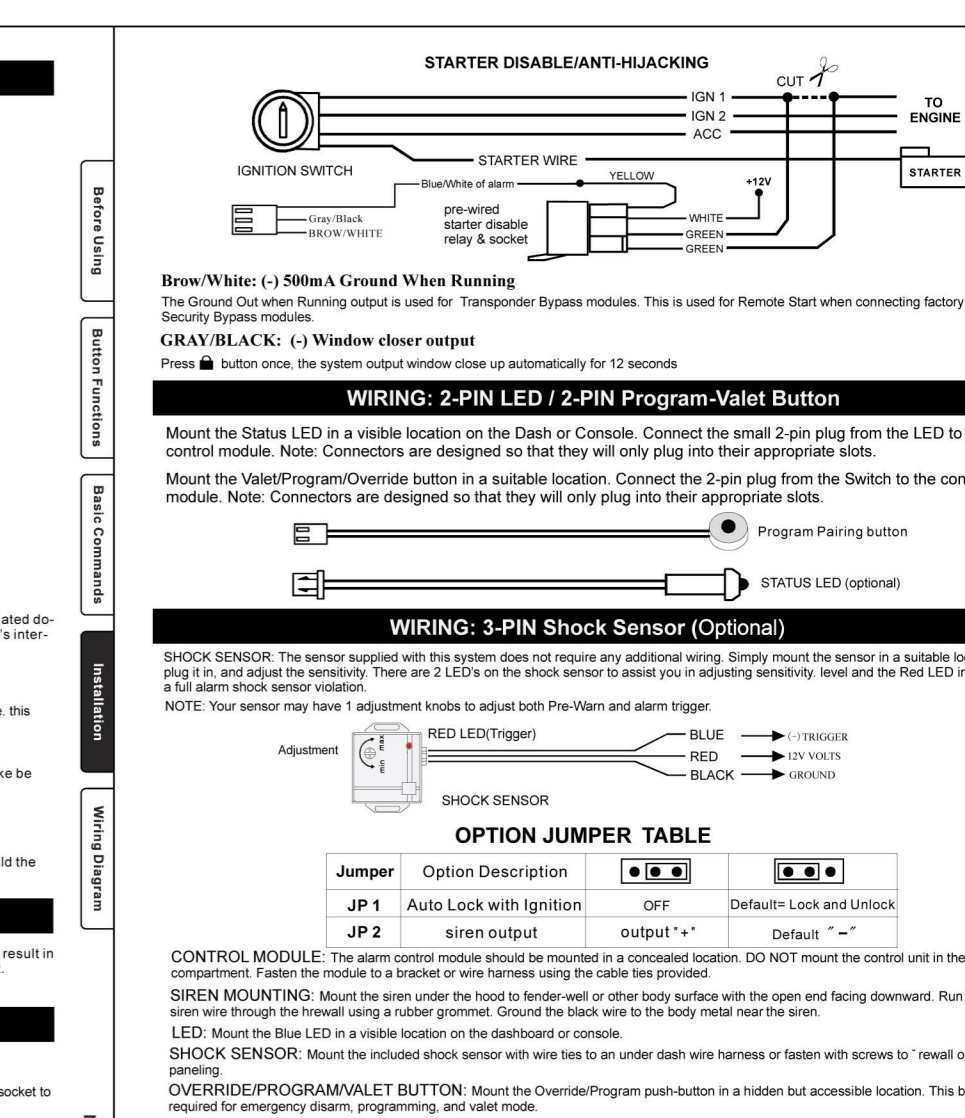 ated do-
's inter-
e. this
ke be
ld the
result in
socket to
Before Using
Button Functions
Basic Commands
Installation
Wiring Diagram
STARTER DISABLE/ANTI-HIJACKING
CUT
IGN 1
IGN 2
ACC
TO
ENGINE
IGNITION SWITCH
STARTER WIRE
STARTER
Blue/White of alarm
YELLOW
+12V
Gray/Black
BROW/WHITE
pre-wired
starter disable
relay & socket
WHITE
GREEN
GREEN
Brow/White: (-) 500mA Ground When Running
The Ground Out when Running output is used for Transponder Bypass modules. This is used for Remote Start when connecting factory
Security Bypass modules.
GRAY/BLACK: (-) Window closer output
Press button once, the system output window close up automatically for 12 seconds
WIRING: 2-PIN LED / 2-PIN Program-Valet Button
Mount the Status LED in a visible location on the Dash or Console. Connect the small 2-pin plug from the LED to
control module. Note: Connectors are designed so that they will only plug into their appropriate slots.
Mount the Valet/Program/Override button in a suitable location. Connect the 2-pin plug from the Switch to the con
module. Note: Connectors are designed so that they will only plug into their appropriate slots.
Program Pairing button
STATUS LED (optional)
WIRING: 3-PIN Shock Sensor (Optional)
SHOCK SENSOR: The sensor supplied with this system does not require any additional wiring. Simply mount the sensor in a suitable lo
plug it in, and adjust the sensitivity. There are 2 LED's on the shock sensor to assist you in adjusting sensitivity. level and the Red LED in
a full alarm shock sensor violation.
NOTE: Your sensor may have 1 adjustment knobs to adjust both Pre-Warn and alarm trigger.
Adjustment
min max
RED LED(Trigger)
BLUE (-) TRIGGER
RED 12V VOLTS
BLACK GROUND
SHOCK SENSOR
OPTION JUMPER TABLE
Jumper Option Description
JP 1 Auto Lock with Ignition OFF Default= Lock and Unlock
JP 2 siren output output "+" Default "–"
CONTROL MODULE: The alarm control module should be mounted in a concealed location. DO NOT mount the control unit in the
compartment. Fasten the module to a bracket or wire harness using the cable ties provided.
SIREN MOUNTING: Mount the siren under the hood to fender-well or other body surface with the open end facing downward. Run
siren wire through the hrewall using a rubber grommet. Ground the black wire to the body metal near the siren.
LED: Mount the Blue LED in a visible location on the dashboard or console.
SHOCK SENSOR: Mount the included shock sensor with wire ties to an under dash wire harness or fasten with screws to ˇrewall o
paneling.
OVERRIDE/PROGRAM/VALET BUTTON: Mount the Override/Program push-button in a hidden but accessible location. This b
required for emergency disarm, programming, and valet mode.